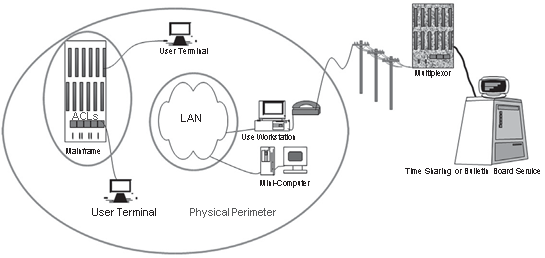 User Terminal
Multiplexor
ACLs
LAN
Use Workstation
Mainframe
Time Sharing or Bulletin Board Service
Mini-Computer
User Terminal
Physical Perimeter